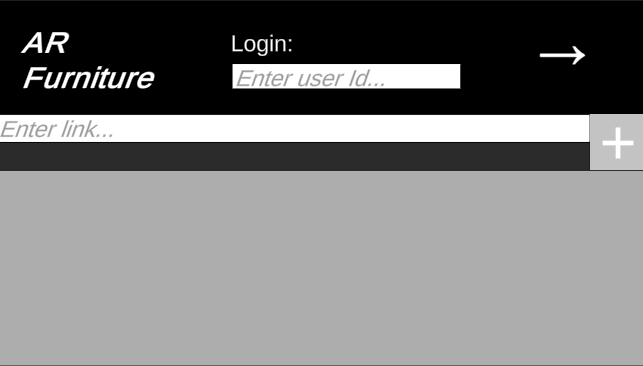 AR
Furniture
Login:
Enter user Id...
→
Enter link...
+